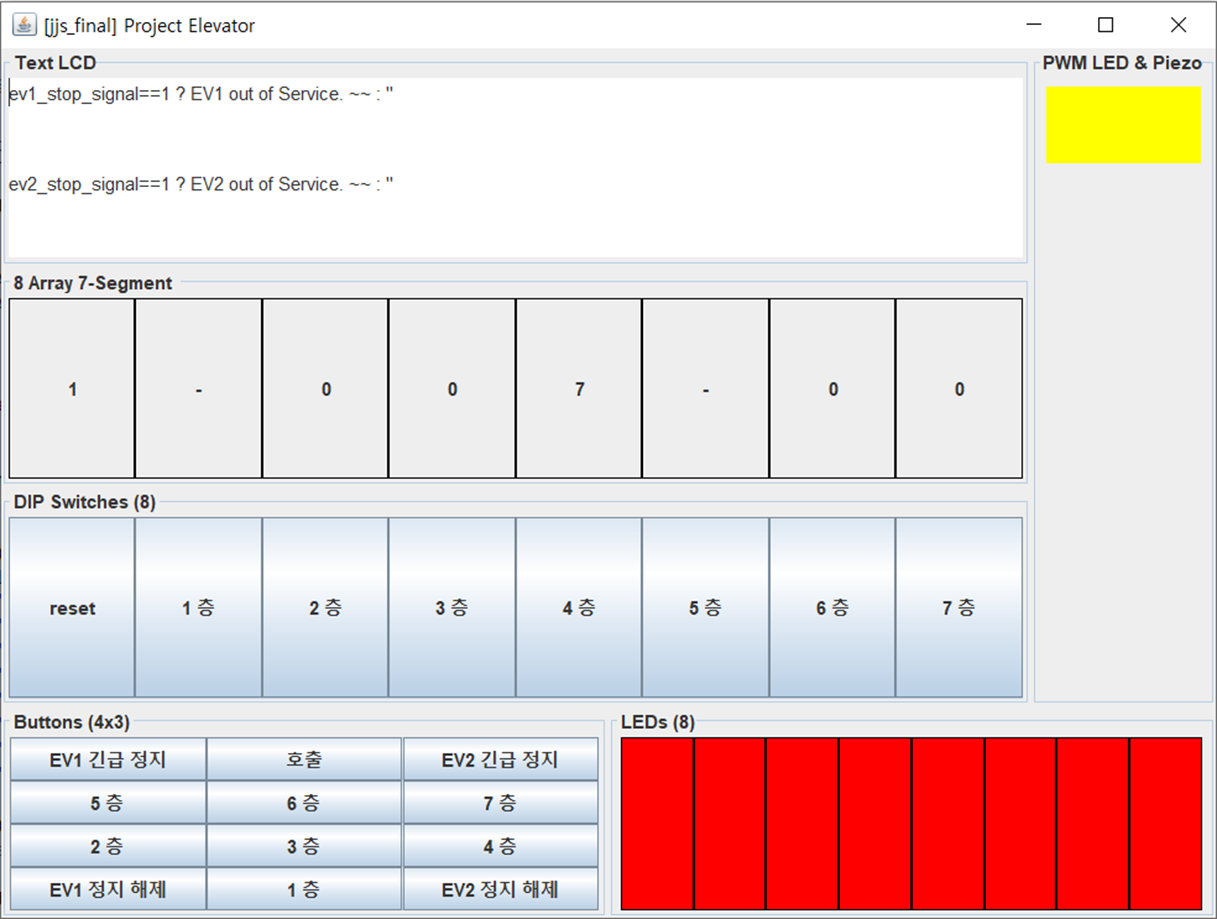 [jjs_final] Project Elevator
Text LCD
ev1_stop_signal==1 ? EV1 out of Service. ~~ : "
ev2_stop_signal==1 ? EV2 out of Service. ~~ : "
PWM LED & Piezo
8 Array 7-Segment
1 - 0 0 7 - 0 0
DIP Switches (8)
reset 1 층 2 층 3 층 4 층 5 층 6 층 7 층
Buttons (4x3)
EV1 긴급 정지 호출 EV2 긴급 정지
5 층 6 층 7 층
2 층 3 층 4 층
EV1 정지 해제 1 층 EV2 정지 해제
LEDs (8)